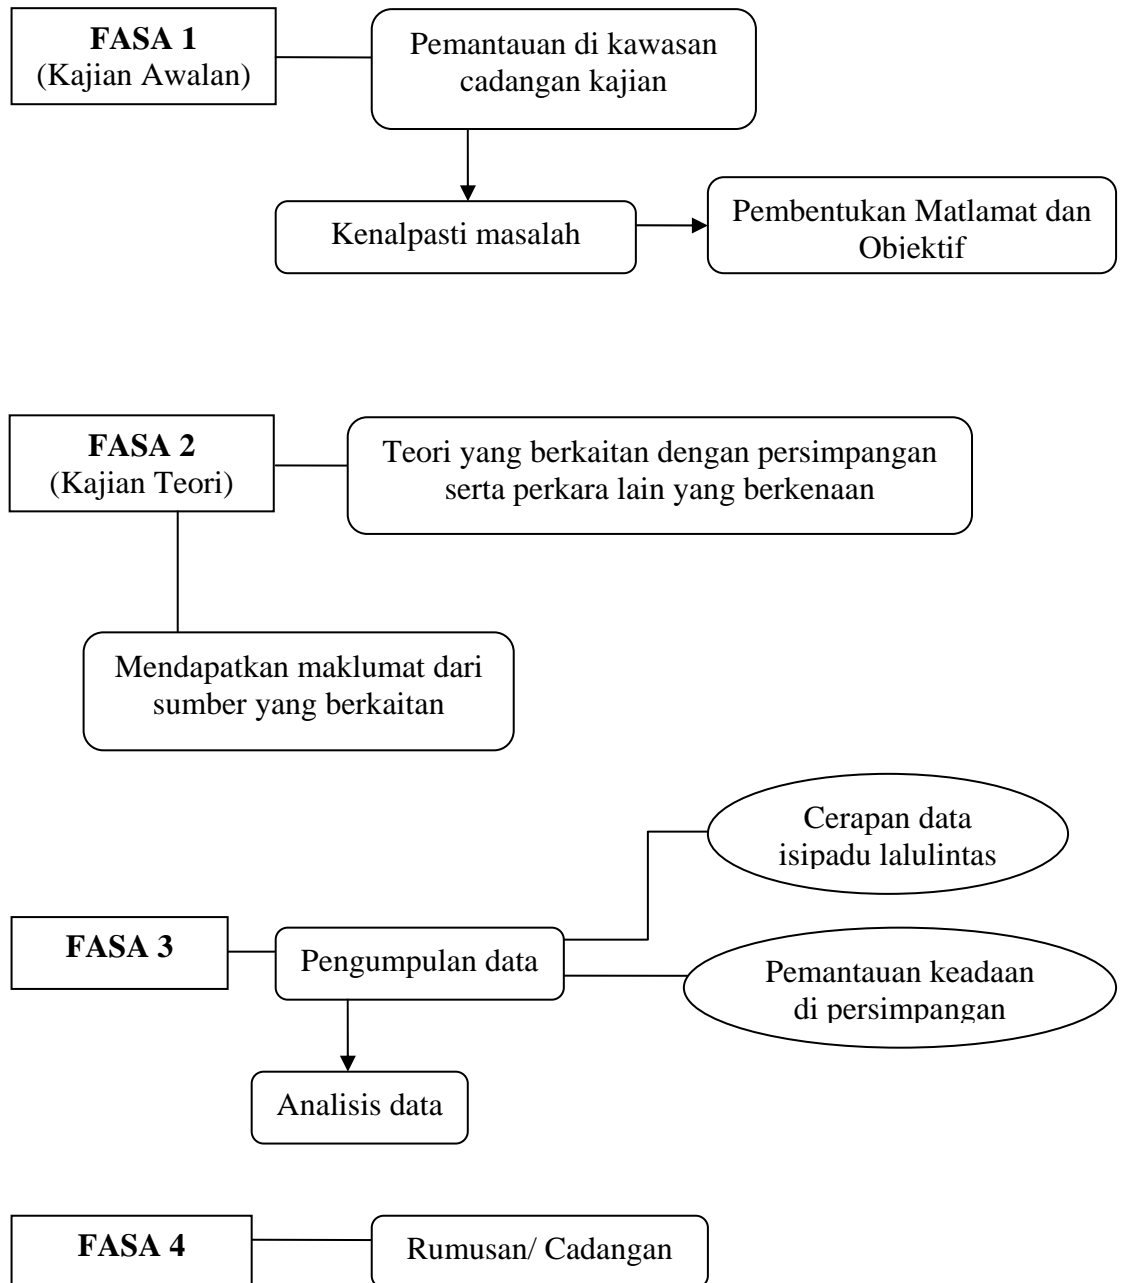 FASA 1
(Kajian Awalan)
Pemantauan di kawasan
cadangan kajian
Kenalpasti masalah
Pembentukan Matlamat dan
Objektif
FASA 2
(Kajian Teori)
Teori yang berkaitan dengan persimpangan
serta perkara lain yang berkenaan
Mendapatkan maklumat dari
sumber yang berkaitan
Cerapan data
isipadu lalulintas
FASA 3
Pengumpulan data
Pemantauan keadaan
di persimpangan
Analisis data
FASA 4
Rumusan/ Cadangan